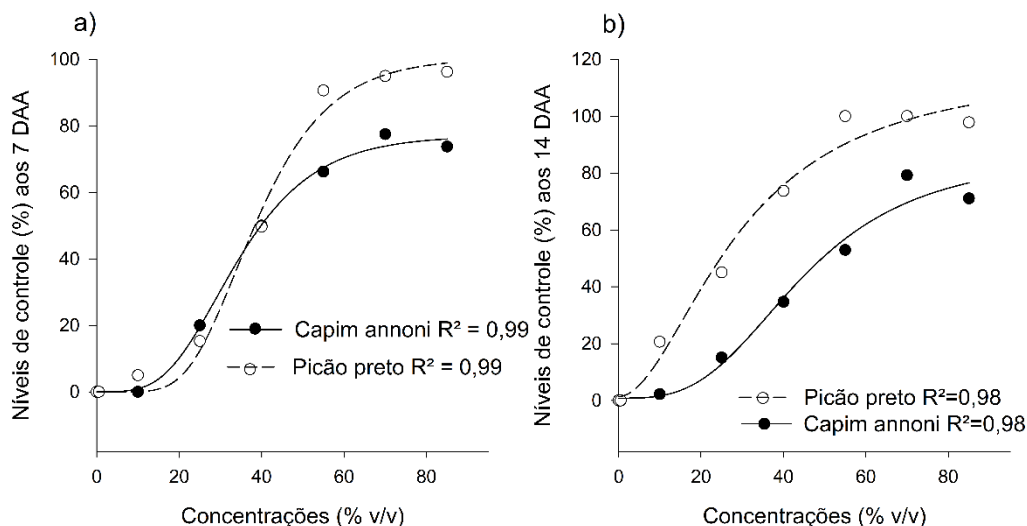 a)
Níveis de controle (%) aos 7 DAA
100
80
60
40
20
0
Capim annoni R² = 0,99
Picão preto R² = 0,99
0 20 40 60 80
Concentrações (% v/v)
b)
Níveis de controle (%) aos 14 DAA
120
100
80
60
40
20
0
Picão preto R²=0,98
Capim annoni R²=0,98
0 20 40 60 80
Concentrações (% v/v)